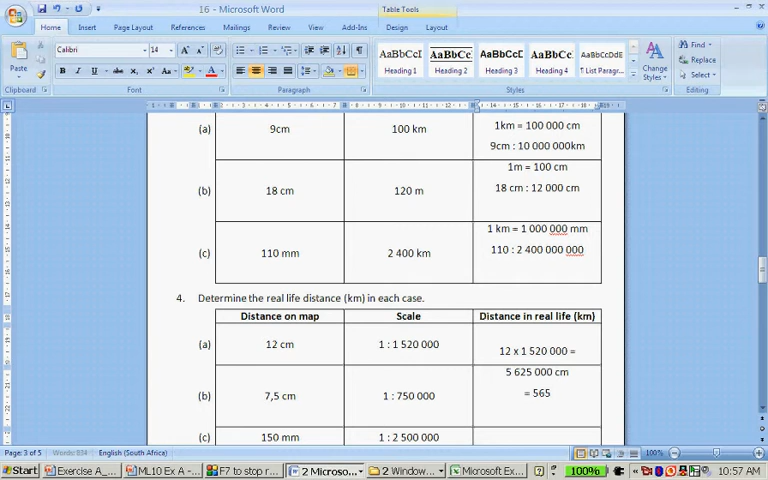 16 - Microsoft Word
Table Tools
Home Insert Page Layout References Mailings Review View Add-Ins Design Layout
Calibri 14
Paste
AaBbCcI AaBbCc AaBbCcD AaBbCc AaBbCcDdE
Heading 1 Heading 2 Heading 3 Heading 4 ¶ List Paragr...
Change Styles
Find
Replace
Select
Clipboard Font Paragraph Styles Editing
(a) 9cm 100 km 1km = 100 000 cm
9cm : 10 000 000km
(b) 18 cm 120 m 1m = 100 cm
18 cm : 12 000 cm
(c) 110 mm 2 400 km 1 km = 1 000 000 mm
110 : 2 400 000 000
4. Determine the real life distance (km) in each case.
Distance on map Scale Distance in real life (km)
(a) 12 cm 1 : 1 520 000 12 x 1 520 000 =
(b) 7,5 cm 1 : 750 000 5 625 000 cm
= 565
(c) 150 mm 1 : 2 500 000
Page: 3 of 5 Words: 834 English (South Africa) 100%
Start Exercise A_... ML10 Ex A - ... F7 to stop r... 2 Microso... 2 Window... Microsoft Ex... 100% 10:57 AM